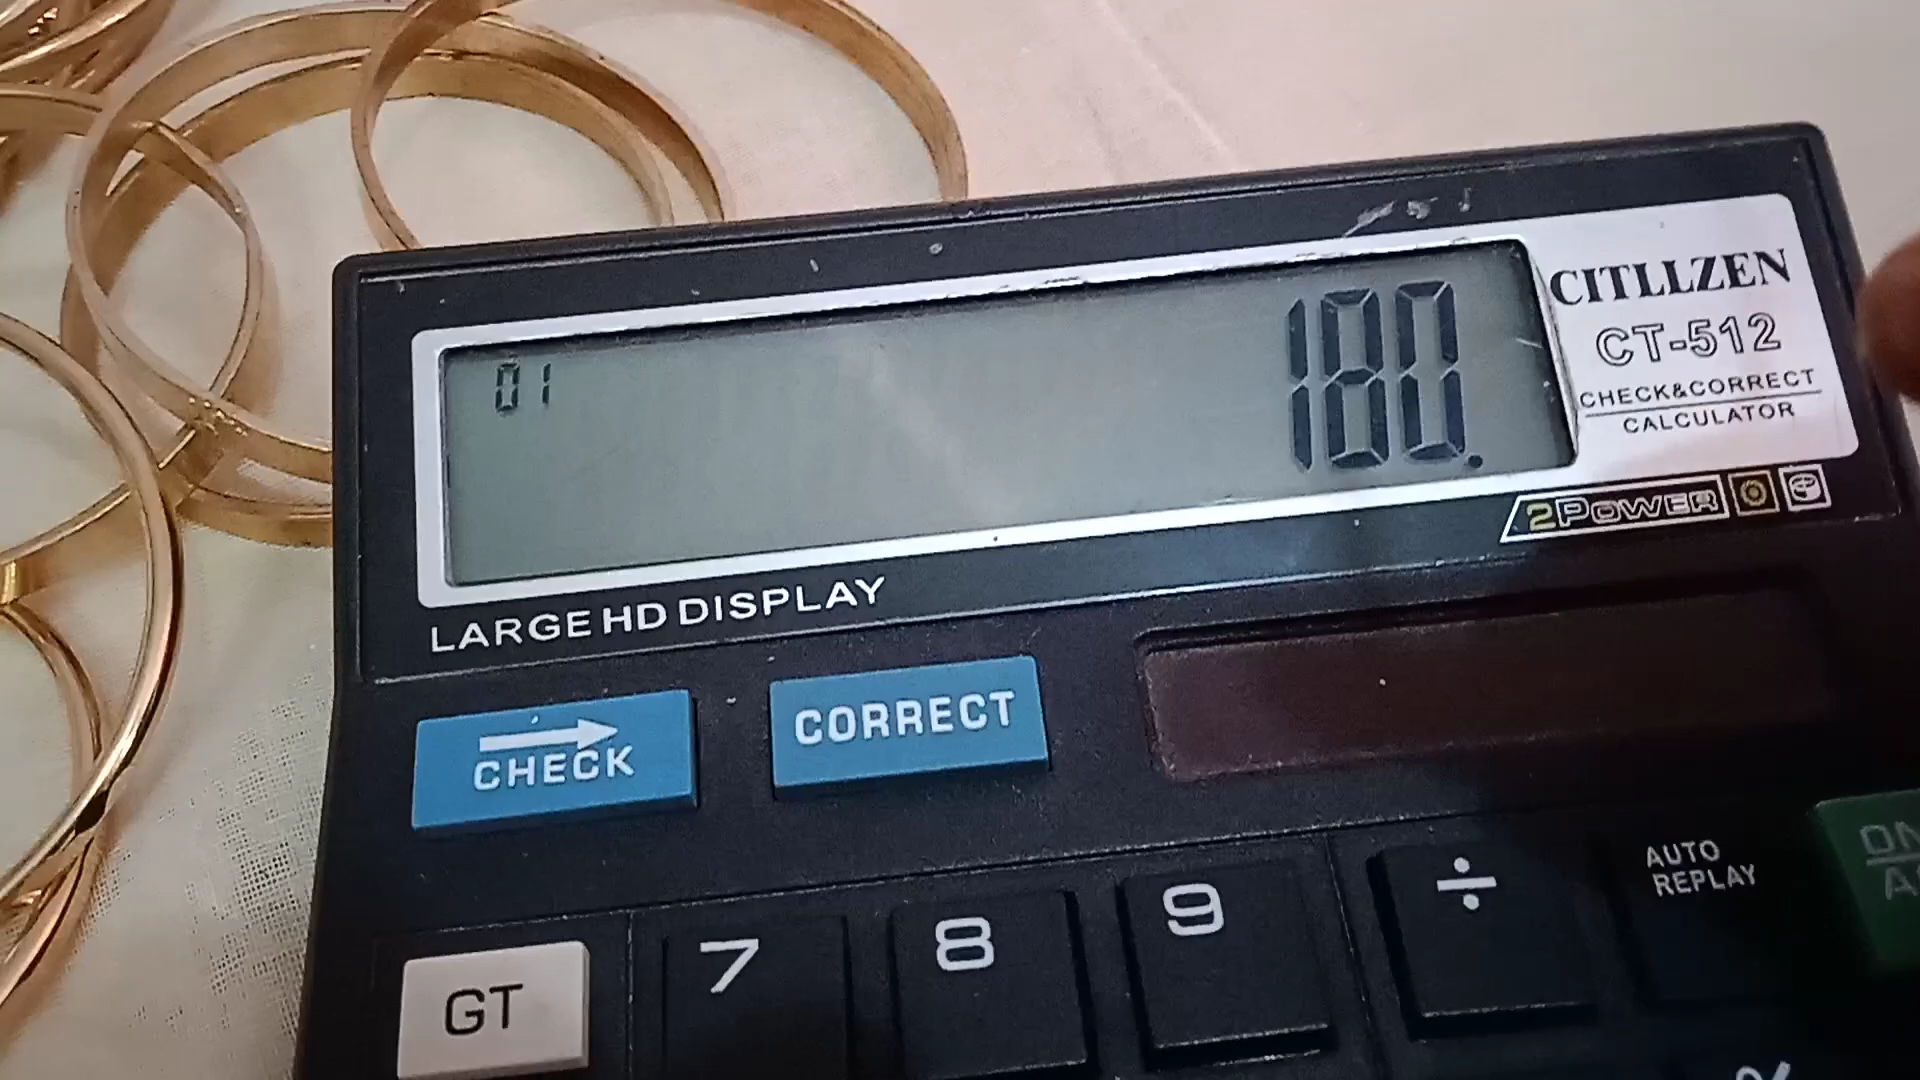 01
180.
CITLLZEN
CT-512
CHECK&CORRECT
CALCULATOR
2POWER
LARGE HD DISPLAY
CHECK
CORRECT
AUTO
REPLAY
GT
7
8
9
÷
%